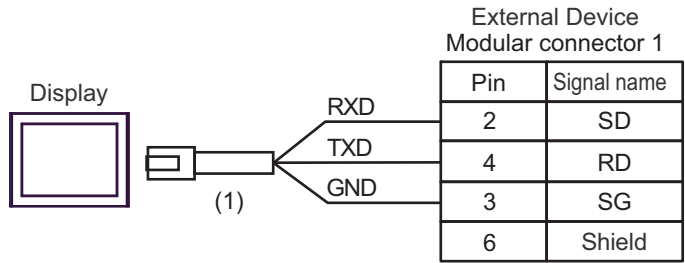 External Device
Modular connector 1
Display
Pin Signal name
RXD 2 SD
TXD 4 RD
GND 3 SG
6 Shield
(1)